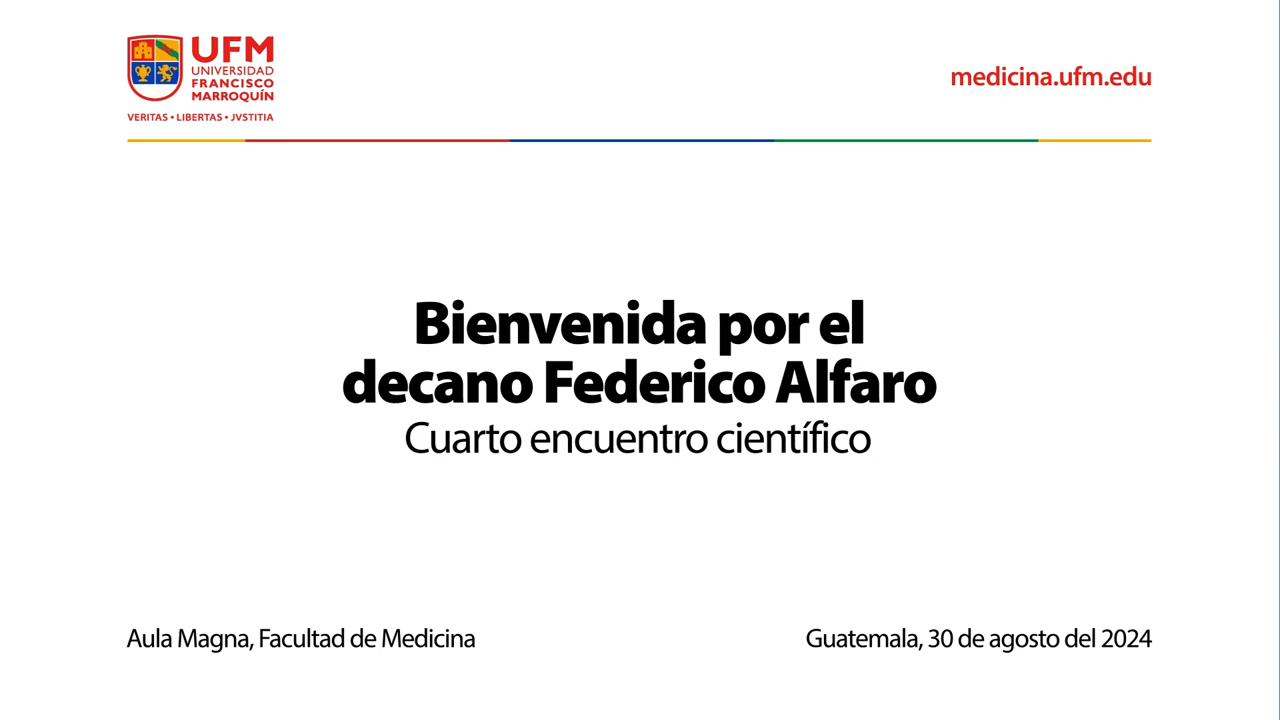 UFM
UNIVERSIDAD
FRANCISCO
MARROQUÍN
VERITAS • LIBERTAS • JVSTITIA
medicina.ufm.edu
Bienvenida por el
decano Federico Alfaro
Cuarto encuentro científico
Aula Magna, Facultad de Medicina
Guatemala, 30 de agosto del 2024